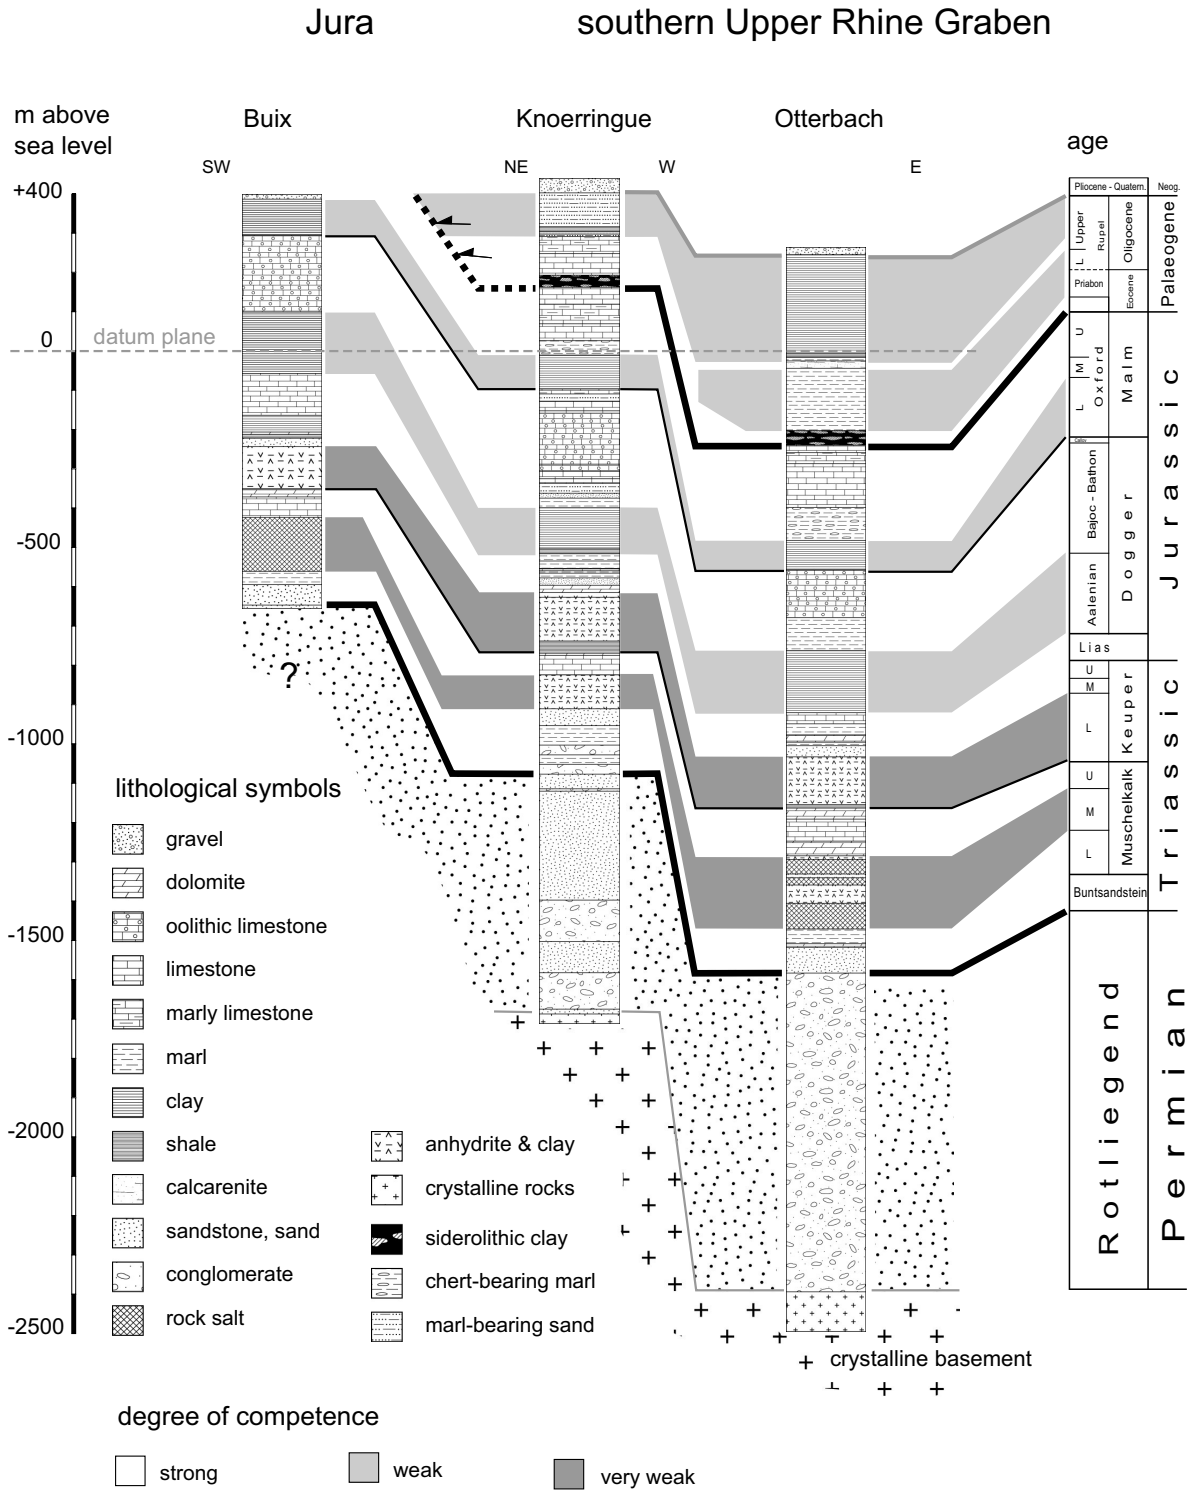 Jura southern Upper Rhine Graben
m above
sea level
Buix Knoerringue Otterbach
age
SW NE W E
+400
0
-500
-1000
-1500
-2000
-2500
datum plane
?
Pliocene - Quatern. Neog.
Upper
L
Rupel
Oligocene
Priabon
Eocene
Palaeogene
U
M
L
Oxford
Malm
Callov
Bajoc - Bathon
Aalenian
Dogger
Lias
Jurassic
U
M
L
Keuper
U
M
L
Muschelkalk
Buntsandstein
Triassic
Rotliegend
Permian
lithological symbols
gravel
dolomite
oolithic limestone
limestone
marly limestone
marl
clay
shale
calcarenite
sandstone, sand
conglomerate
rock salt
anhydrite & clay
crystalline rocks
siderolithic clay
chert-bearing marl
marl-bearing sand
crystalline basement
degree of competence
strong weak very weak